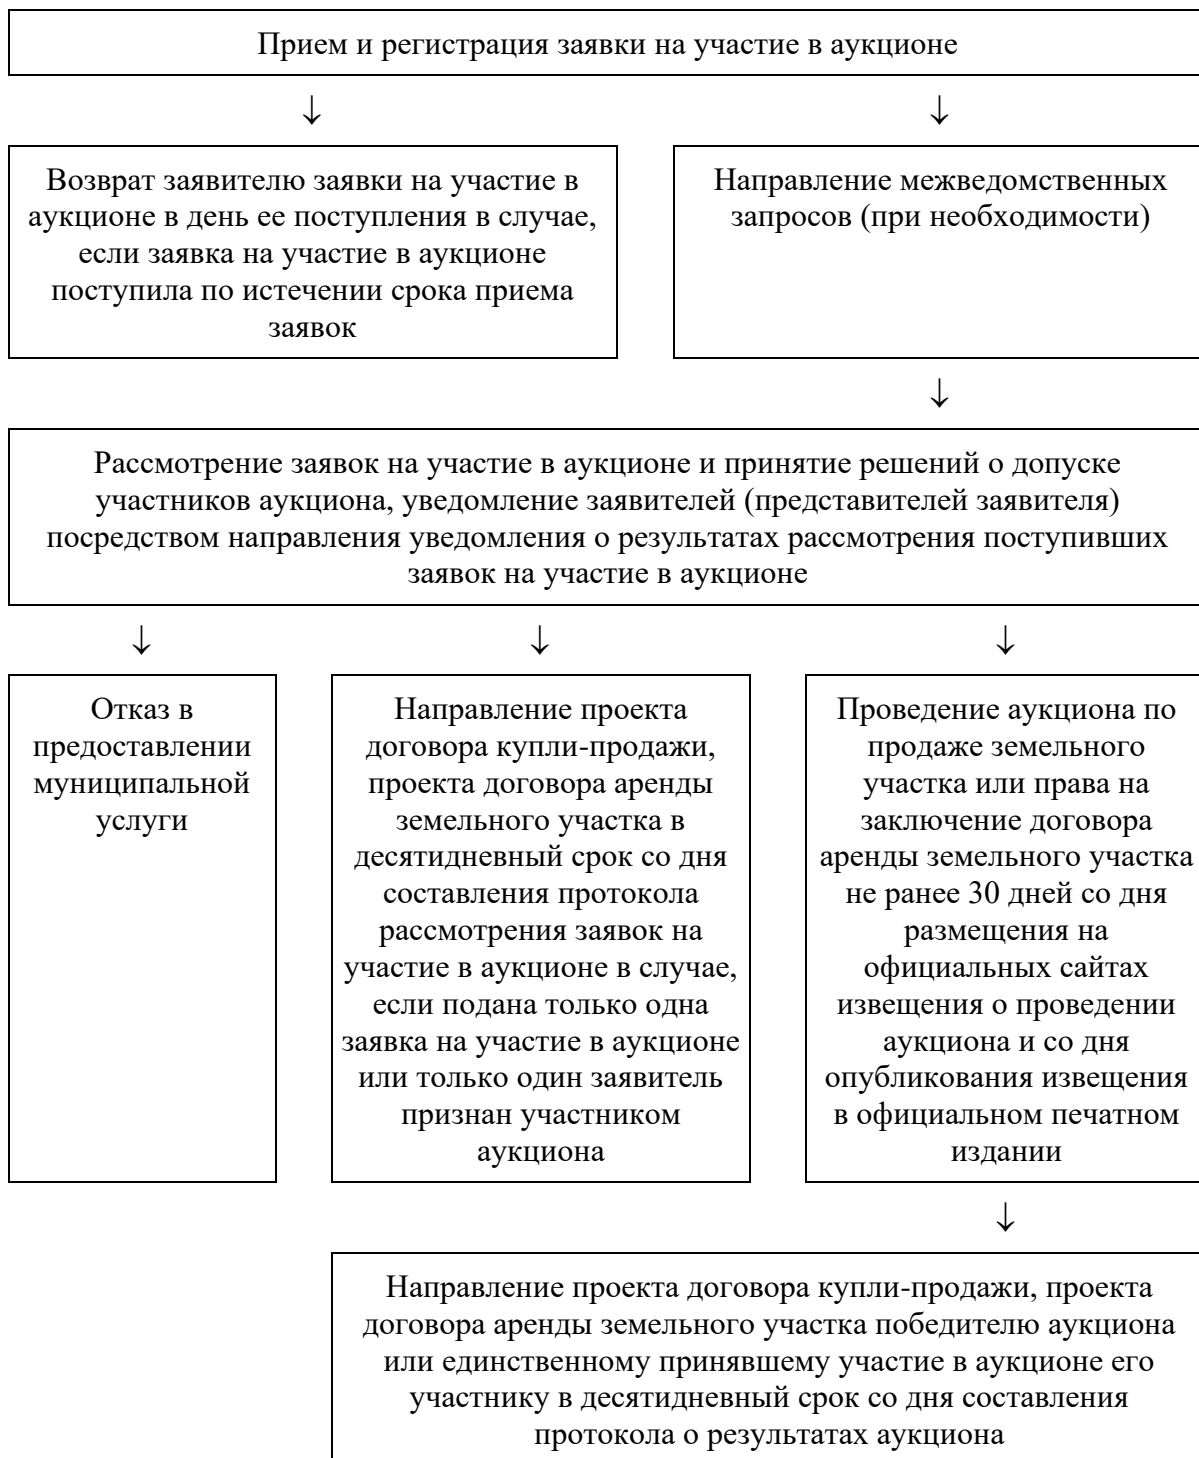 Прием и регистрация заявки на участие в аукционе
↓
↓
Возврат заявителю заявки на участие в
аукционе в день ее поступления в случае,
если заявка на участие в аукционе
поступила по истечении срока приема
заявок
Направление межведомственных
запросов (при необходимости)
↓
Рассмотрение заявок на участие в аукционе и принятие решений о допуске
участников аукциона, уведомление заявителей (представителей заявителя)
посредством направления уведомления о результатах рассмотрения поступивших
заявок на участие в аукционе
↓
↓
↓
Отказ в
предоставлении
муниципальной
услуги
Направление проекта
договора купли-продажи,
проекта договора аренды
земельного участка в
десятидневный срок со дня
составления протокола
рассмотрения заявок на
участие в аукционе в случае,
если подана только одна
заявка на участие в аукционе
или только один заявитель
признан участником
аукциона
Проведение аукциона по
продаже земельного
участка или права на
заключение договора
аренды земельного участка
не ранее 30 дней со дня
размещения на
официальных сайтах
извещения о проведении
аукциона и со дня
опубликования извещения
в официальном печатном
издании
↓
Направление проекта договора купли-продажи, проекта
договора аренды земельного участка победителю аукциона
или единственному принявшему участие в аукционе его
участнику в десятидневный срок со дня составления
протокола о результатах аукциона